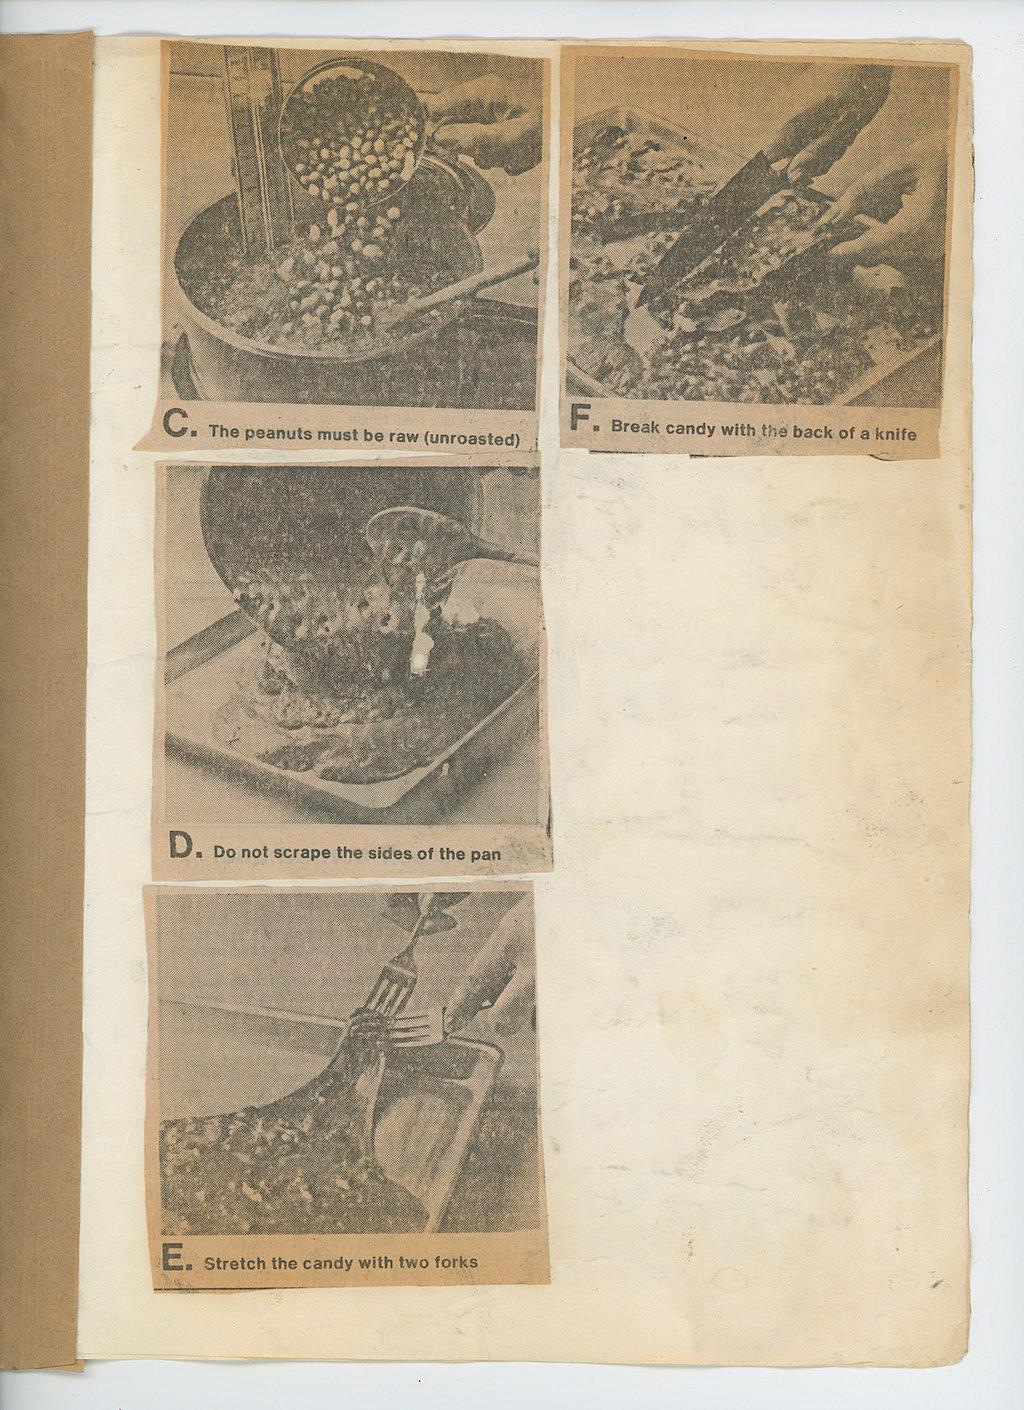 C. The peanuts must be raw (unroasted)
D. Do not scrape the sides of the pan
E. Stretch the candy with two forks
F. Break candy with the back of a knife